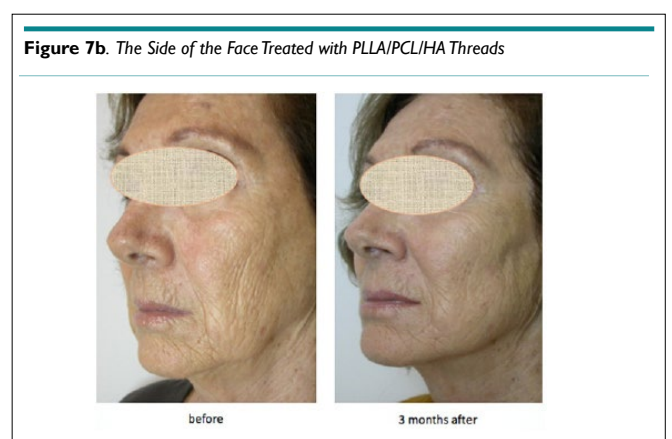 Figure 7b. The Side of the Face Treated with PLLA/PCL/HA Threads
before
3 months after